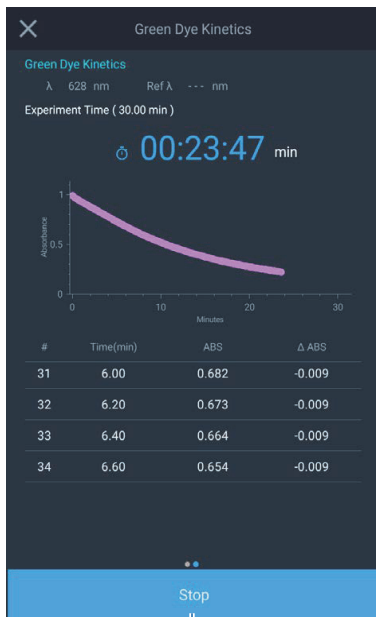 Green Dye Kinetics
Green Dye Kinetics
λ 628 nm Ref λ --- nm
Experiment Time ( 30.00 min )
00:23:47 min
1
0.5
0
Absorbance
0 10 20 30
Minutes
# Time(min) ABS Δ ABS
31 6.00 0.682 -0.009
32 6.20 0.673 -0.009
33 6.40 0.664 -0.009
34 6.60 0.654 -0.009
Stop